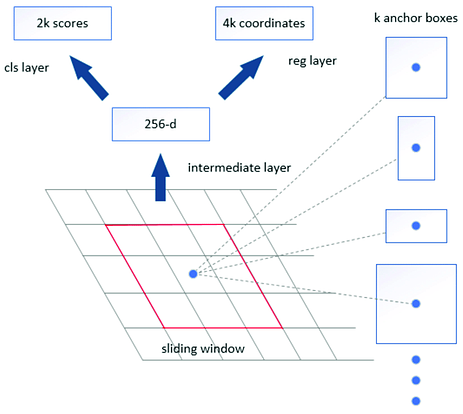 2k scores
4k coordinates
k anchor boxes
cls layer
reg layer
256-d
intermediate layer
sliding window